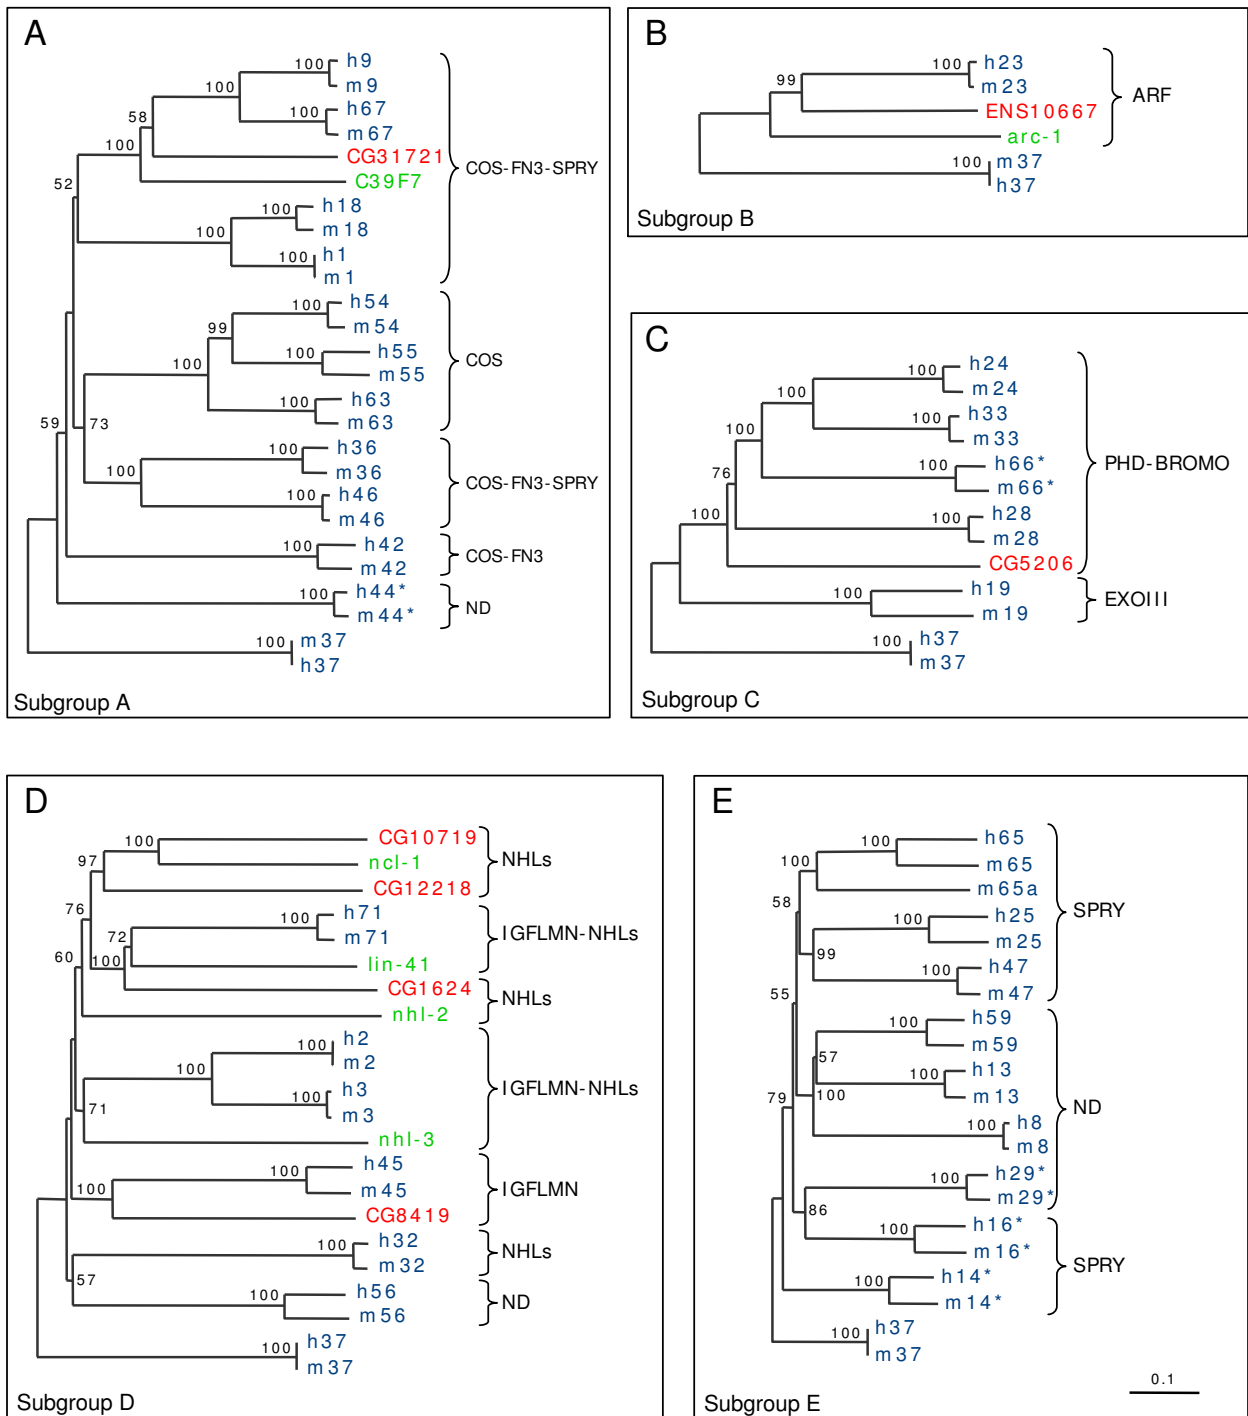 A
100
h9
m9
100
100
h67
m67
58
CG31721
100
C39F7
52
100
h18
m18
100
100
h1
m1
COS-FN3-SPRY
100
h54
m54
99
100
h55
m55
100
100
h63
m63
COS
59
73
100
h36
m36
100
100
h46
m46
COS-FN3-SPRY
100
h42
m42
COS-FN3
100
h44*
m44*
ND
100
m37
h37
Subgroup A
B
100
h23
m23
99
ENS10667
arc-1
ARF
100
m37
h37
Subgroup B
C
100
h24
m24
100
100
h33
m33
100
100
h66*
m66*
76
100
h28
m28
100
CG5206
PHD-BROMO
100
h19
m19
EXOIII
100
h37
m37
Subgroup C
D
100
CG10719
ncl-1
97
CG12218
NHLs
76
100
h71
m71
72
lin-41
IGFLMN-NHLs
100
60
CG1624
nhl-2
NHLs
100
h2
m2
100
100
h3
m3
71
nhl-3
IGFLMN-NHLs
100
h45
m45
100
CG8419
IGFLMN
100
h32
m32
NHLs
57
100
h56
m56
ND
100
h37
m37
Subgroup D
E
100
h65
m65
100
m65a
58
100
h25
m25
99
100
h47
m47
SPRY
55
100
h59
m59
57
100
h13
m13
100
100
h8
m8
ND
79
100
h29*
m29*
86
100
h16*
m16*
100
h14*
m14*
SPRY
100
h37
m37
0.1
Subgroup E